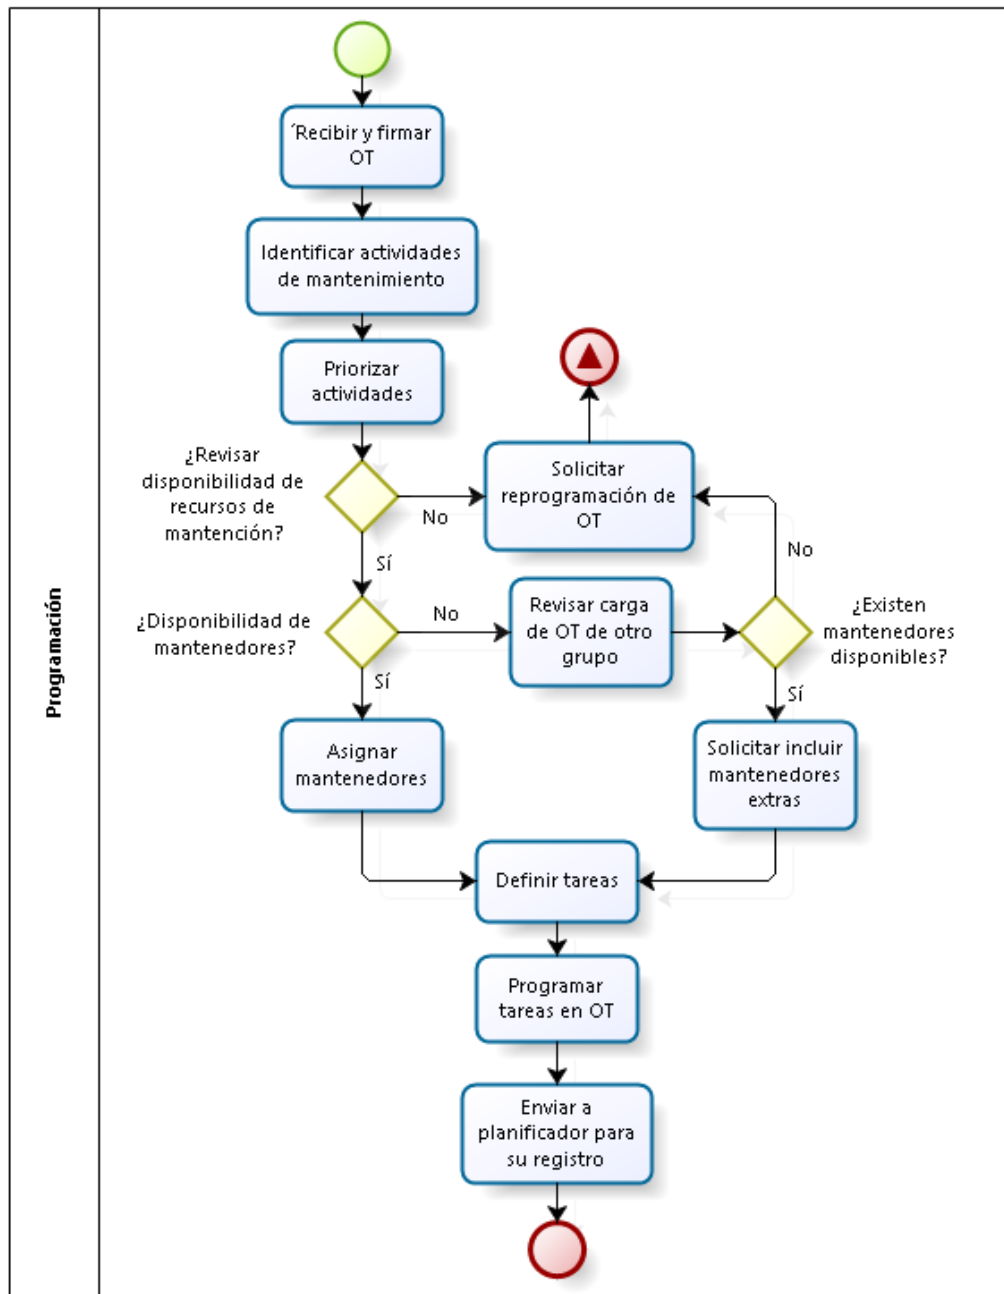 Programación
´Recibir y firmar
OT
Identificar actividades
de mantenimiento
Priorizar
actividades
¿Revisar
disponibilidad de
recursos de
mantención?
No
Solicitar
reprogramación de
OT
No
Sí
¿Disponibilidad de
mantenedores?
No
Revisar carga
de OT de otro
grupo
¿Existen
mantenedores
disponibles?
Sí
Sí
Asignar
mantenedores
Solicitar incluir
mantenedores
extras
Definir tareas
Programar
tareas en OT
Enviar a
planificador para
su registro